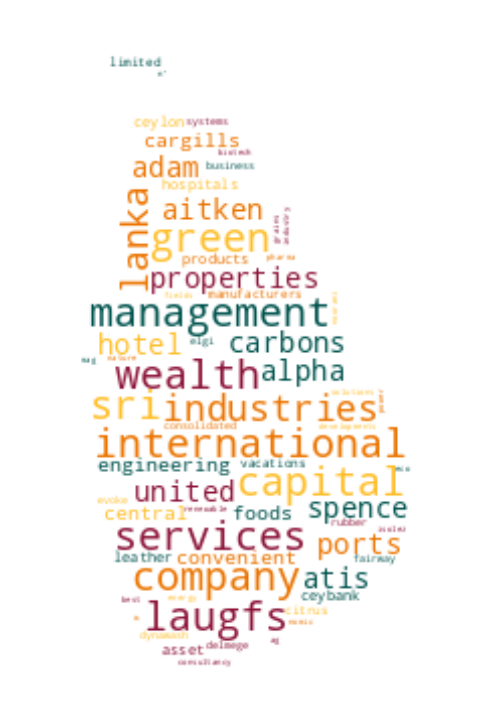 limited
ceylon systems
cargills
biotech
adam business
hospitals
lanka
aitken
green
industry
products pharma
properties
manufacturers
management
hotel elgi carbons
wealth alpha
sri industries
consolidated
developments
international
engineering vacations
capital
united
evoke
renewable
central foods spence
rubber
services ports
leather convenient fairway
company atis
energy ceybank
best
citrus
laugfs
dynawash
asset delmege
ag
consultancy